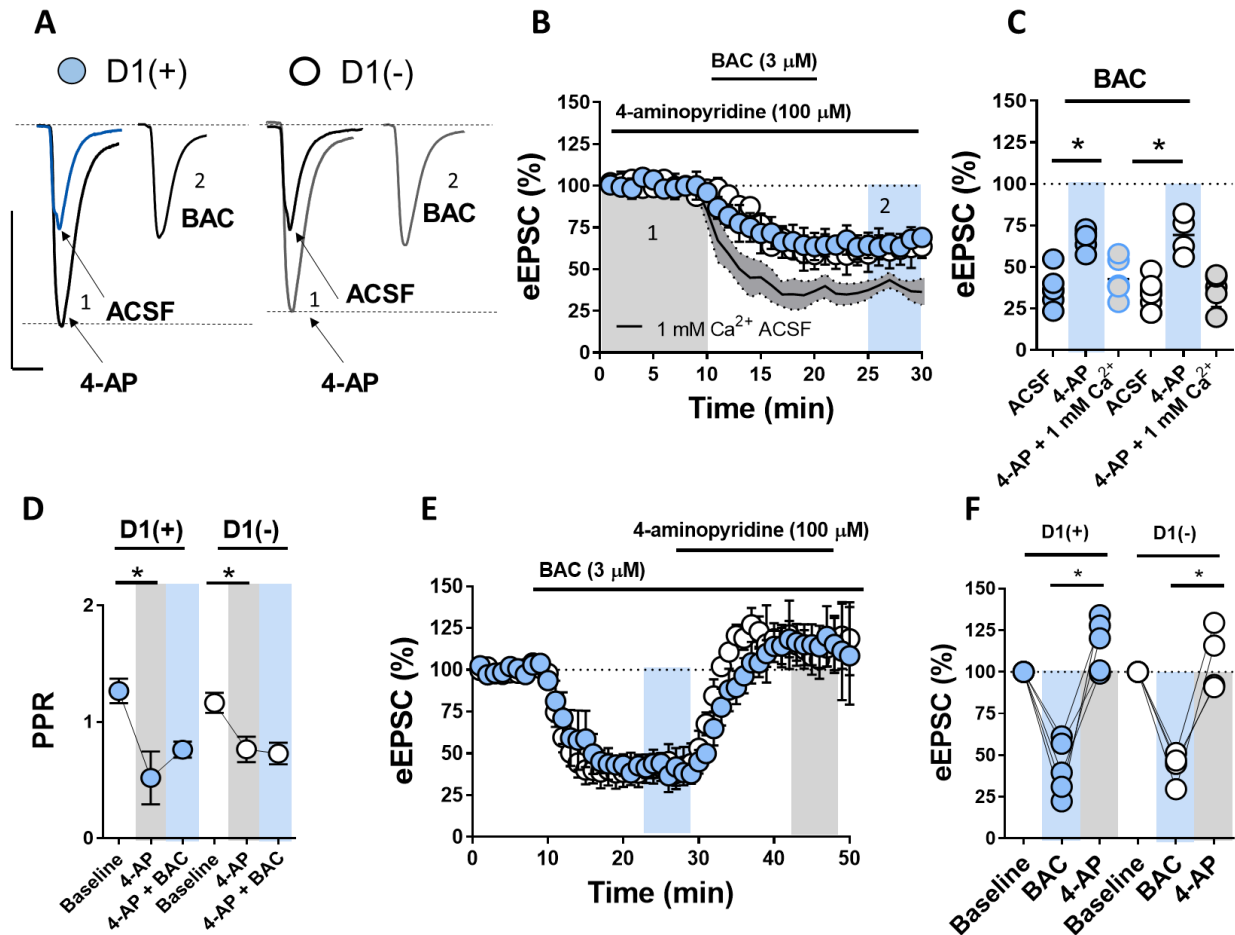 A
D1(+)
D1(-)
2
BAC
1
ACSF
4-AP
2
BAC
ACSF
1
4-AP
B
BAC (3 μM)
4-aminopyridine (100 μM)
eEPSC (%)
150
125
100
75
50
25
0
1
2
1 mM Ca2+ ACSF
0 5 10 15 20 25 30
Time (min)
C
BAC
* *
eEPSC (%)
150
125
100
75
50
25
0
ACSF
4-AP
4-AP + 1 mM Ca2+
ACSF
4-AP
4-AP + 1 mM Ca2+
D
D1(+) D1(-)
* *
PPR
2
1
0
Baseline
4-AP
4-AP + BAC
Baseline
4-AP
4-AP + BAC
E
4-aminopyridine (100 μM)
BAC (3 μM)
eEPSC (%)
150
125
100
75
50
25
0
0 10 20 30 40 50
Time (min)
F
D1(+) D1(-)
* *
eEPSC (%)
150
125
100
75
50
25
0
Baseline
BAC
4-AP
Baseline
BAC
4-AP